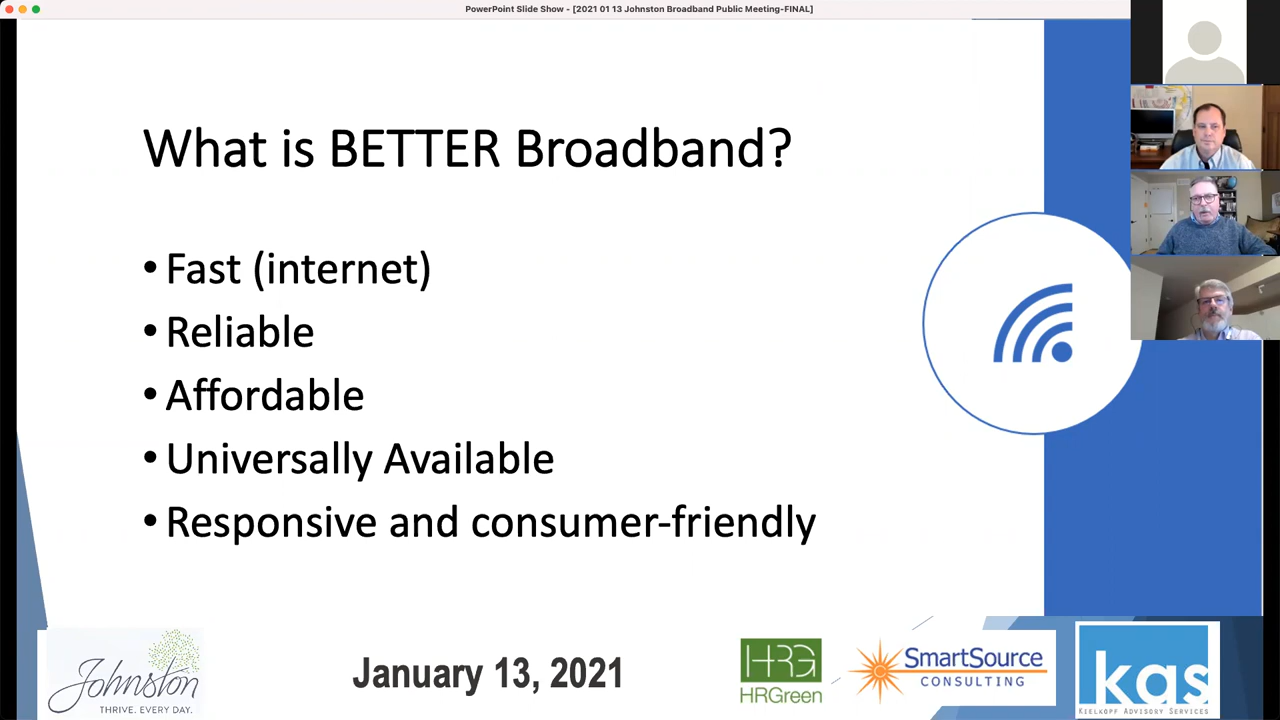 PowerPoint Slide Show - [2021 01 13 Johnston Broadband Public Meeting-FINAL]
What is BETTER Broadband?
• Fast (internet)
• Reliable
• Affordable
• Universally Available
• Responsive and consumer-friendly
Johnston
THRIVE. EVERY DAY.
January 13, 2021
HRG
HRGreen
SmartSource
CONSULTING
kas
KIELKOPF ADVISORY SERVICES